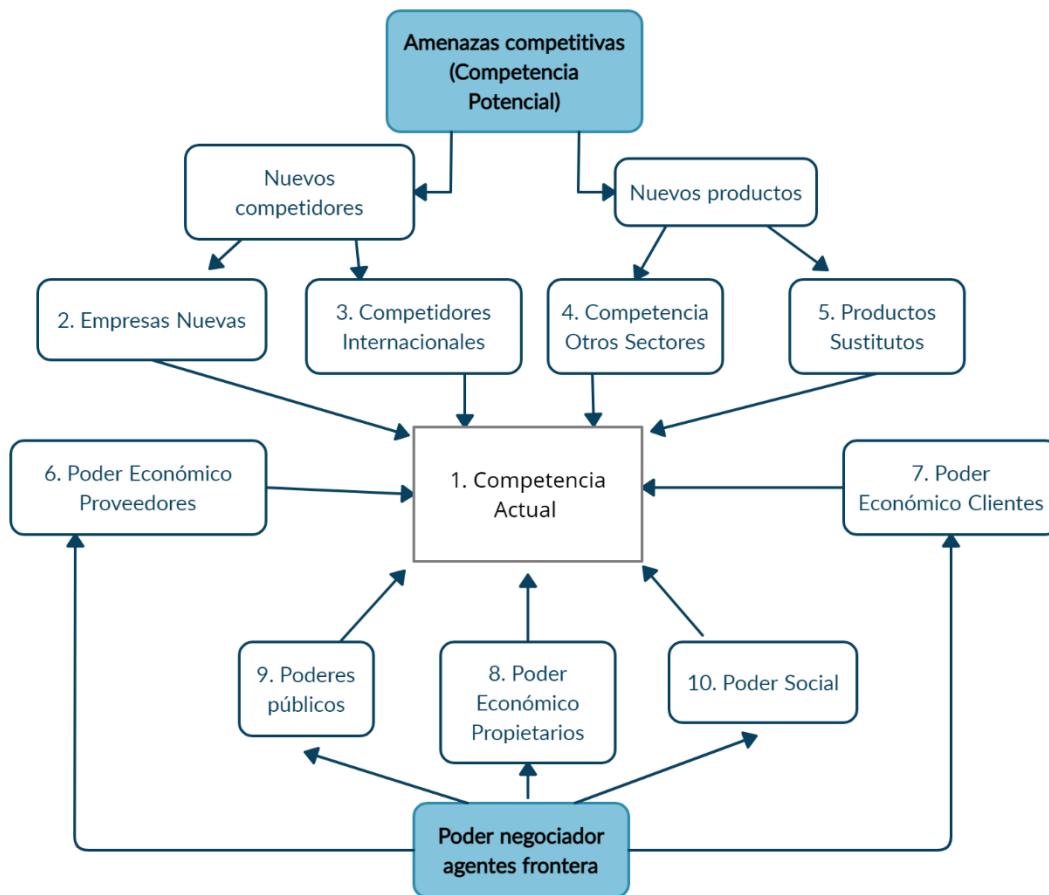 Amenazas competitivas
(Competencia
Potencial)
Nuevos
competidores
Nuevos productos
2. Empresas Nuevas
3. Competidores
Internacionales
4. Competencia
Otros Sectores
5. Productos
Sustitutos
6. Poder Económico
Proveedores
1. Competencia
Actual
7. Poder
Económico Clientes
9. Poderes
públicos
8. Poder
Económico
Propietarios
10. Poder Social
Poder negociador
agentes frontera